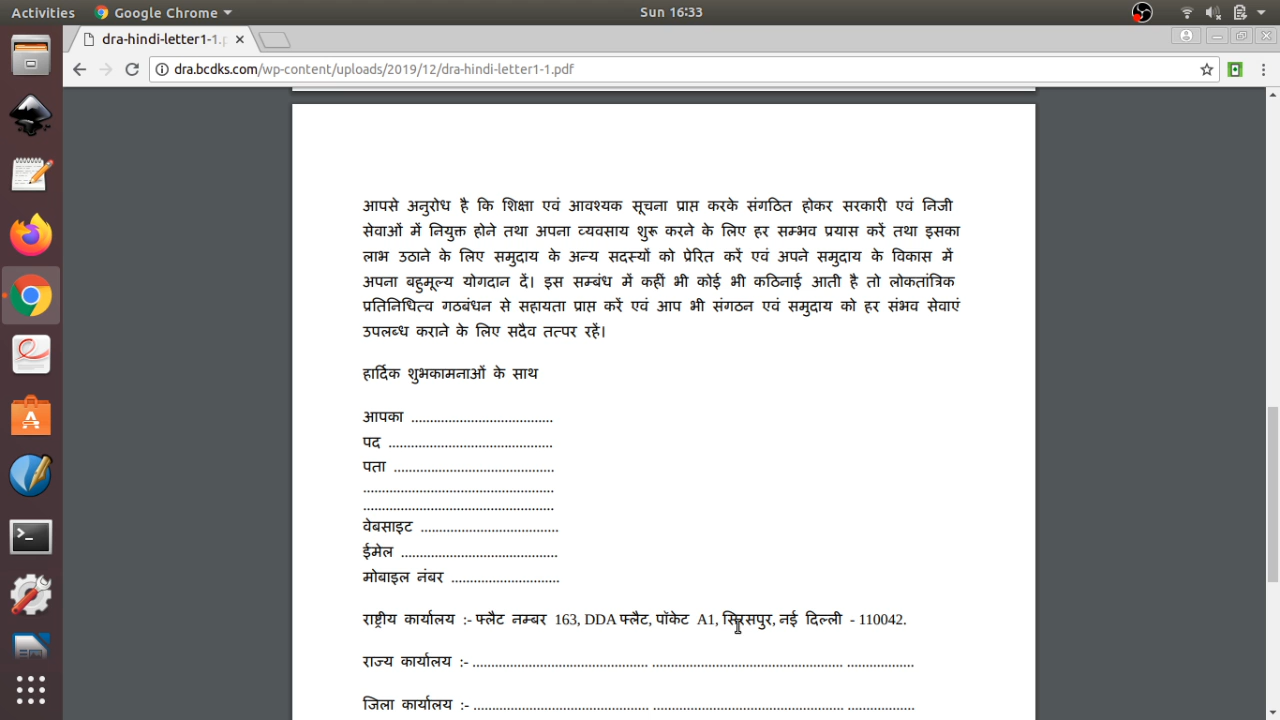 Activities
Google Chrome
Sun 16:33
dra-hindi-letter1-1.p
dra.bcdks.com/wp-content/uploads/2019/12/dra-hindi-letter1-1.pdf
आपसे अनुरोध है कि शिक्षा एवं आवश्यक सूचना प्राप्त करके संगठित होकर सरकारी एवं निजी
सेवाओं में नियुक्त होने तथा अपना व्यवसाय शुरू करने के लिए हर सम्भव प्रयास करें तथा इसका
लाभ उठाने के लिए समुदाय के अन्य सदस्यों को प्रेरित करें एवं अपने समुदाय के विकास में
अपना बहुमूल्य योगदान दें। इस सम्बंध में कहीं भी कोई भी कठिनाई आती है तो लोकतांत्रिक
प्रतिनिधित्व गठबंधन से सहायता प्राप्त करें एवं आप भी संगठन एवं समुदाय को हर संभव सेवाएं
उपलब्ध कराने के लिए सदैव तत्पर रहें।
हार्दिक शुभकामनाओं के साथ
आपका ......................................
पद ............................................
पता ...........................................
...................................................
...................................................
वेबसाइट .....................................
ईमेल ..........................................
मोबाइल नंबर .............................
राष्ट्रीय कार्यालय :- फ्लैट नम्बर 163, DDA फ्लैट, पॉकेट A1, सिरसपुर, नई दिल्ली - 110042.
राज्य कार्यालय :- ............................................... ................................................... ..................
जिला कार्यालय :- ............................................... ................................................... ..................